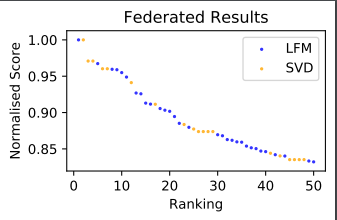 Federated Results
LFM
SVD
Normalised Score
1.00
0.95
0.90
0.85
0 10 20 30 40 50
Ranking